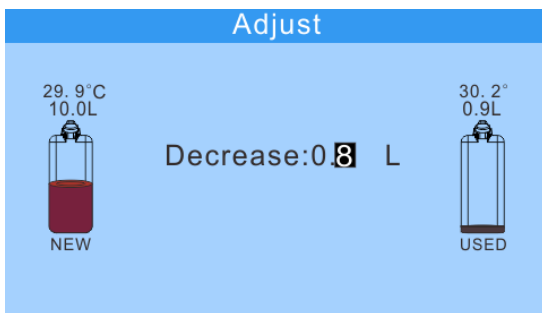 Adjust
29. 9°C
10.0L
NEW
Decrease:0.8 L
30. 2°
0.9L
USED